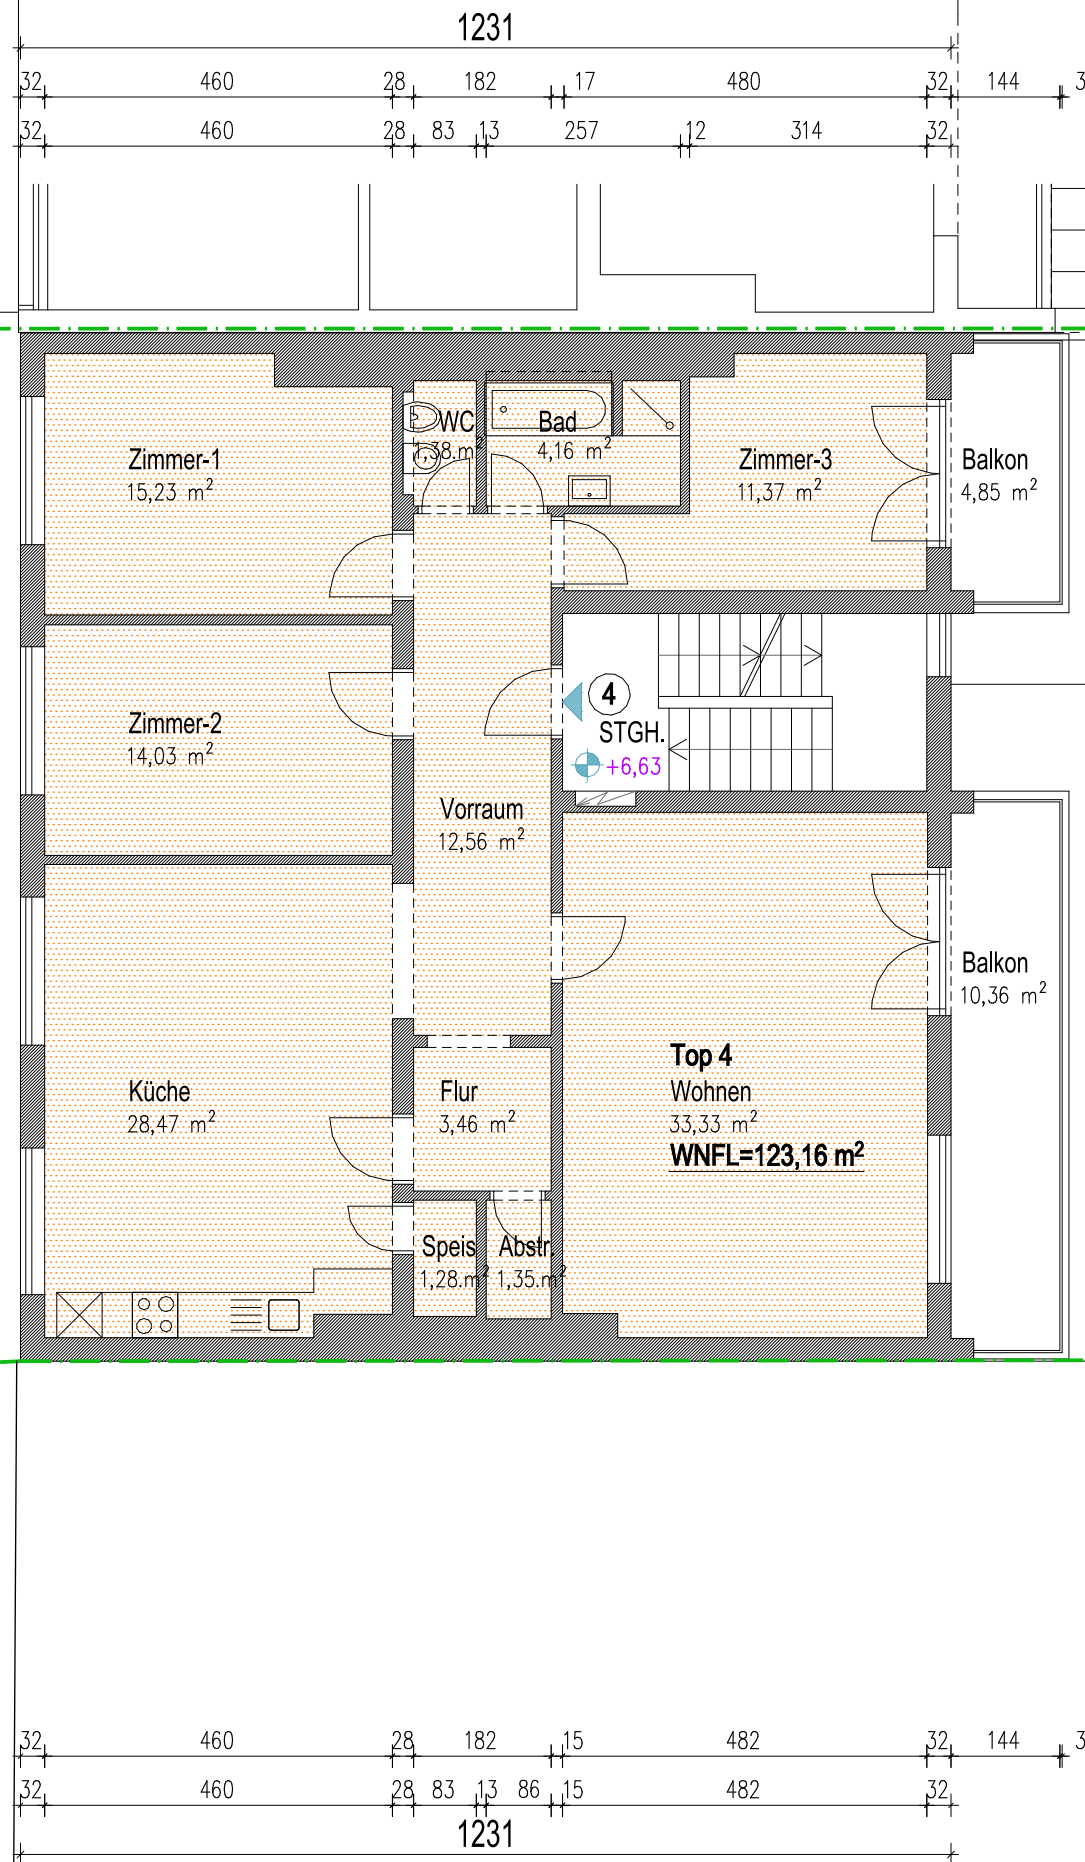 1231
32 460 28 182 17 480 32 144 3
32 460 28 83 13 257 12 314 32
WC
1,38 m²
Bad
4,16 m²
Zimmer-1
15,23 m²
Zimmer-3
11,37 m²
Balkon
4,85 m²
4
STGH.
+6,63
Zimmer-2
14,03 m²
Vorraum
12,56 m²
Balkon
10,36 m²
Top 4
Wohnen
33,33 m²
WNFL=123,16 m²
Küche
28,47 m²
Flur
3,46 m²
Speis
1,28 m²
Abstr.
1,35 m²
32 460 28 182 15 482 32 144 3
32 460 28 83 13 86 15 482 32
1231